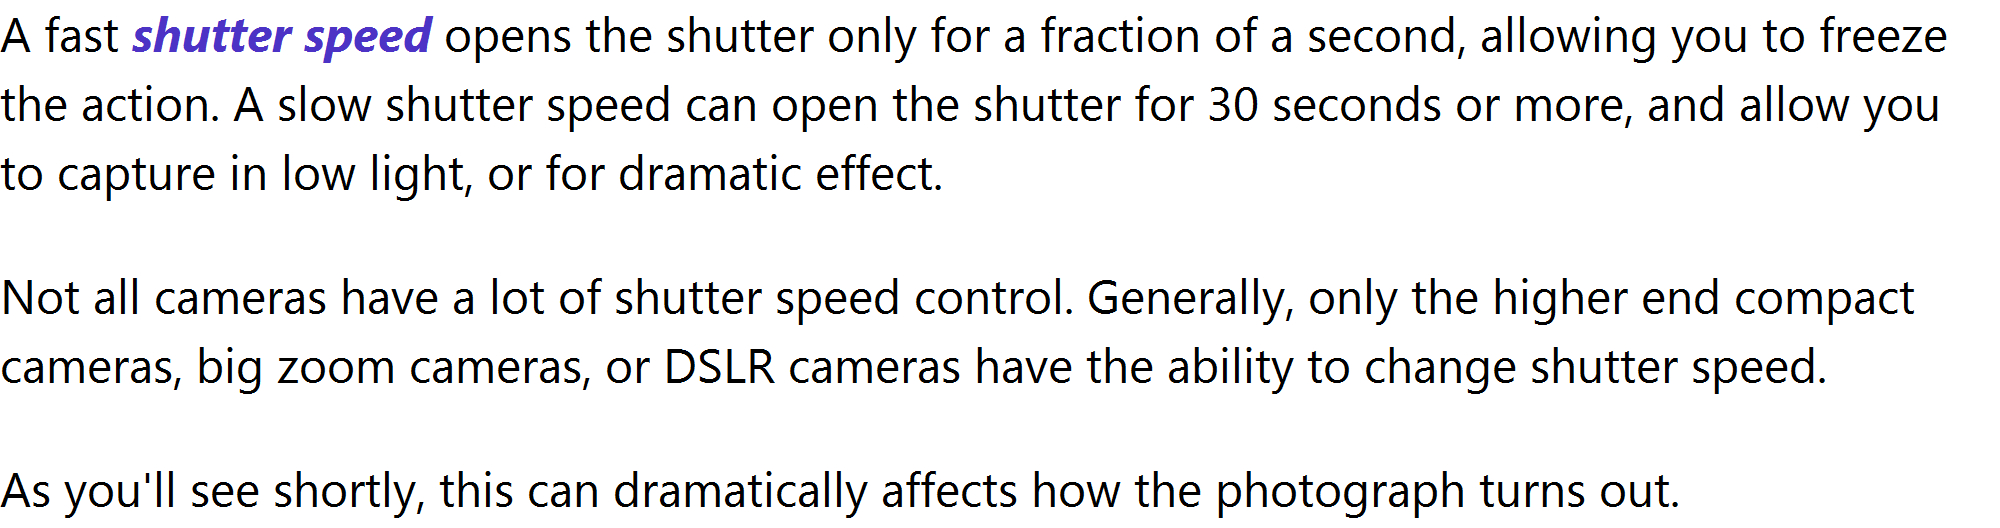 A fast shutter speed opens the shutter only for a fraction of a second, allowing you to freeze
the action. A slow shutter speed can open the shutter for 30 seconds or more, and allow you
to capture in low light, or for dramatic effect.
Not all cameras have a lot of shutter speed control. Generally, only the higher end compact
cameras, big zoom cameras, or DSLR cameras have the ability to change shutter speed.
As you'll see shortly, this can dramatically affects how the photograph turns out.